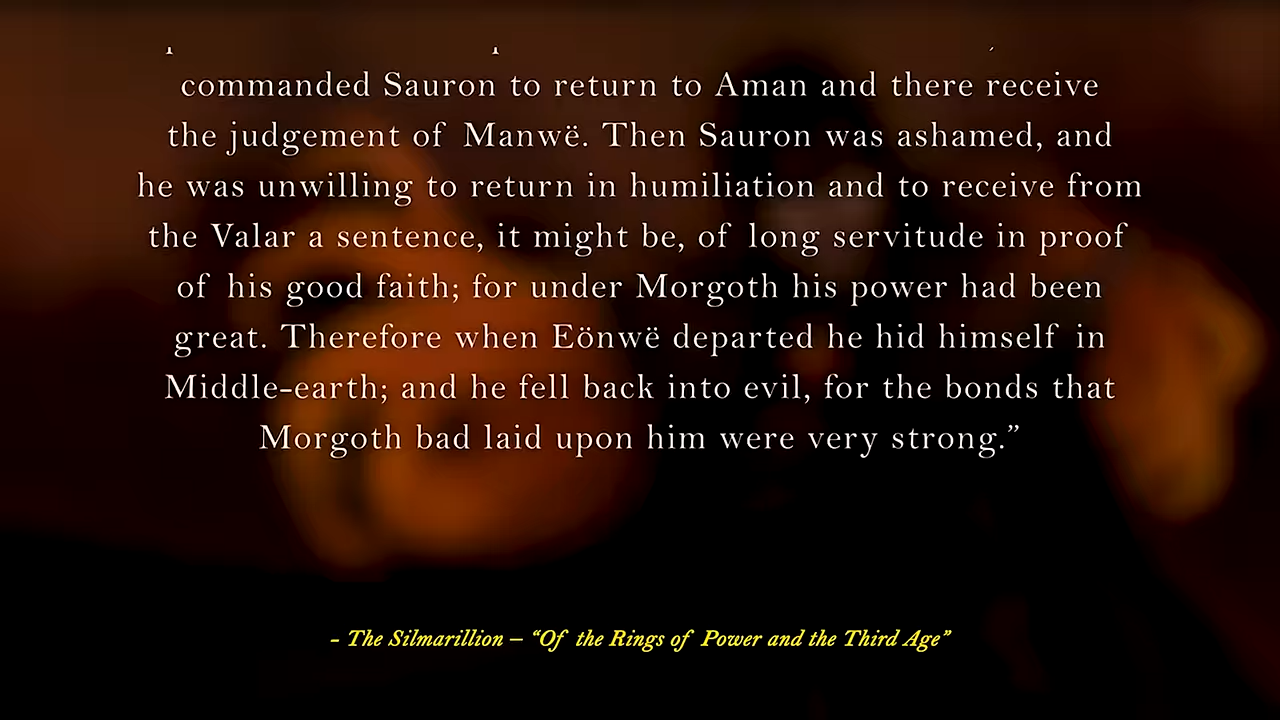 commanded Sauron to return to Aman and there receive
the judgement of Manwë. Then Sauron was ashamed, and
he was unwilling to return in humiliation and to receive from
the Valar a sentence, it might be, of long servitude in proof
of his good faith; for under Morgoth his power had been
great. Therefore when Eönwë departed he hid himself in
Middle-earth; and he fell back into evil, for the bonds that
Morgoth bad laid upon him were very strong.”
– The Silmarillion – “Of the Rings of Power and the Third Age”